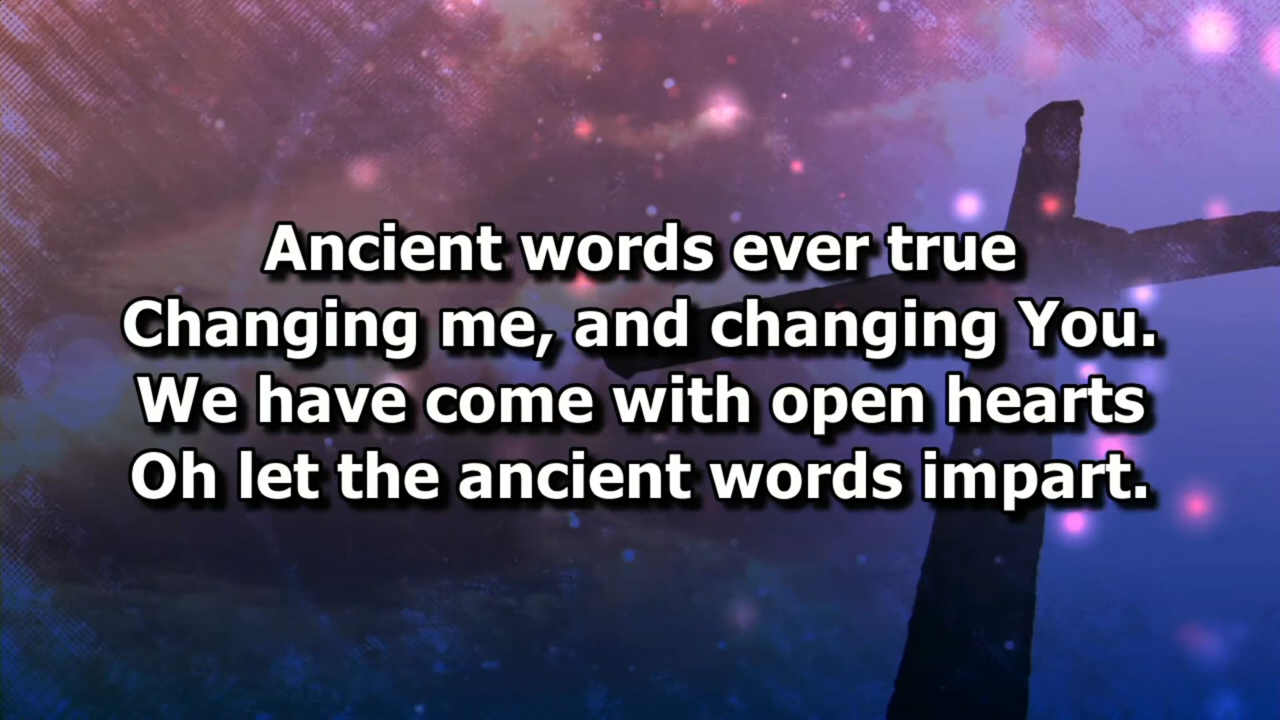 Ancient words ever true
Changing me, and changing You.
We have come with open hearts
Oh let the ancient words impart.